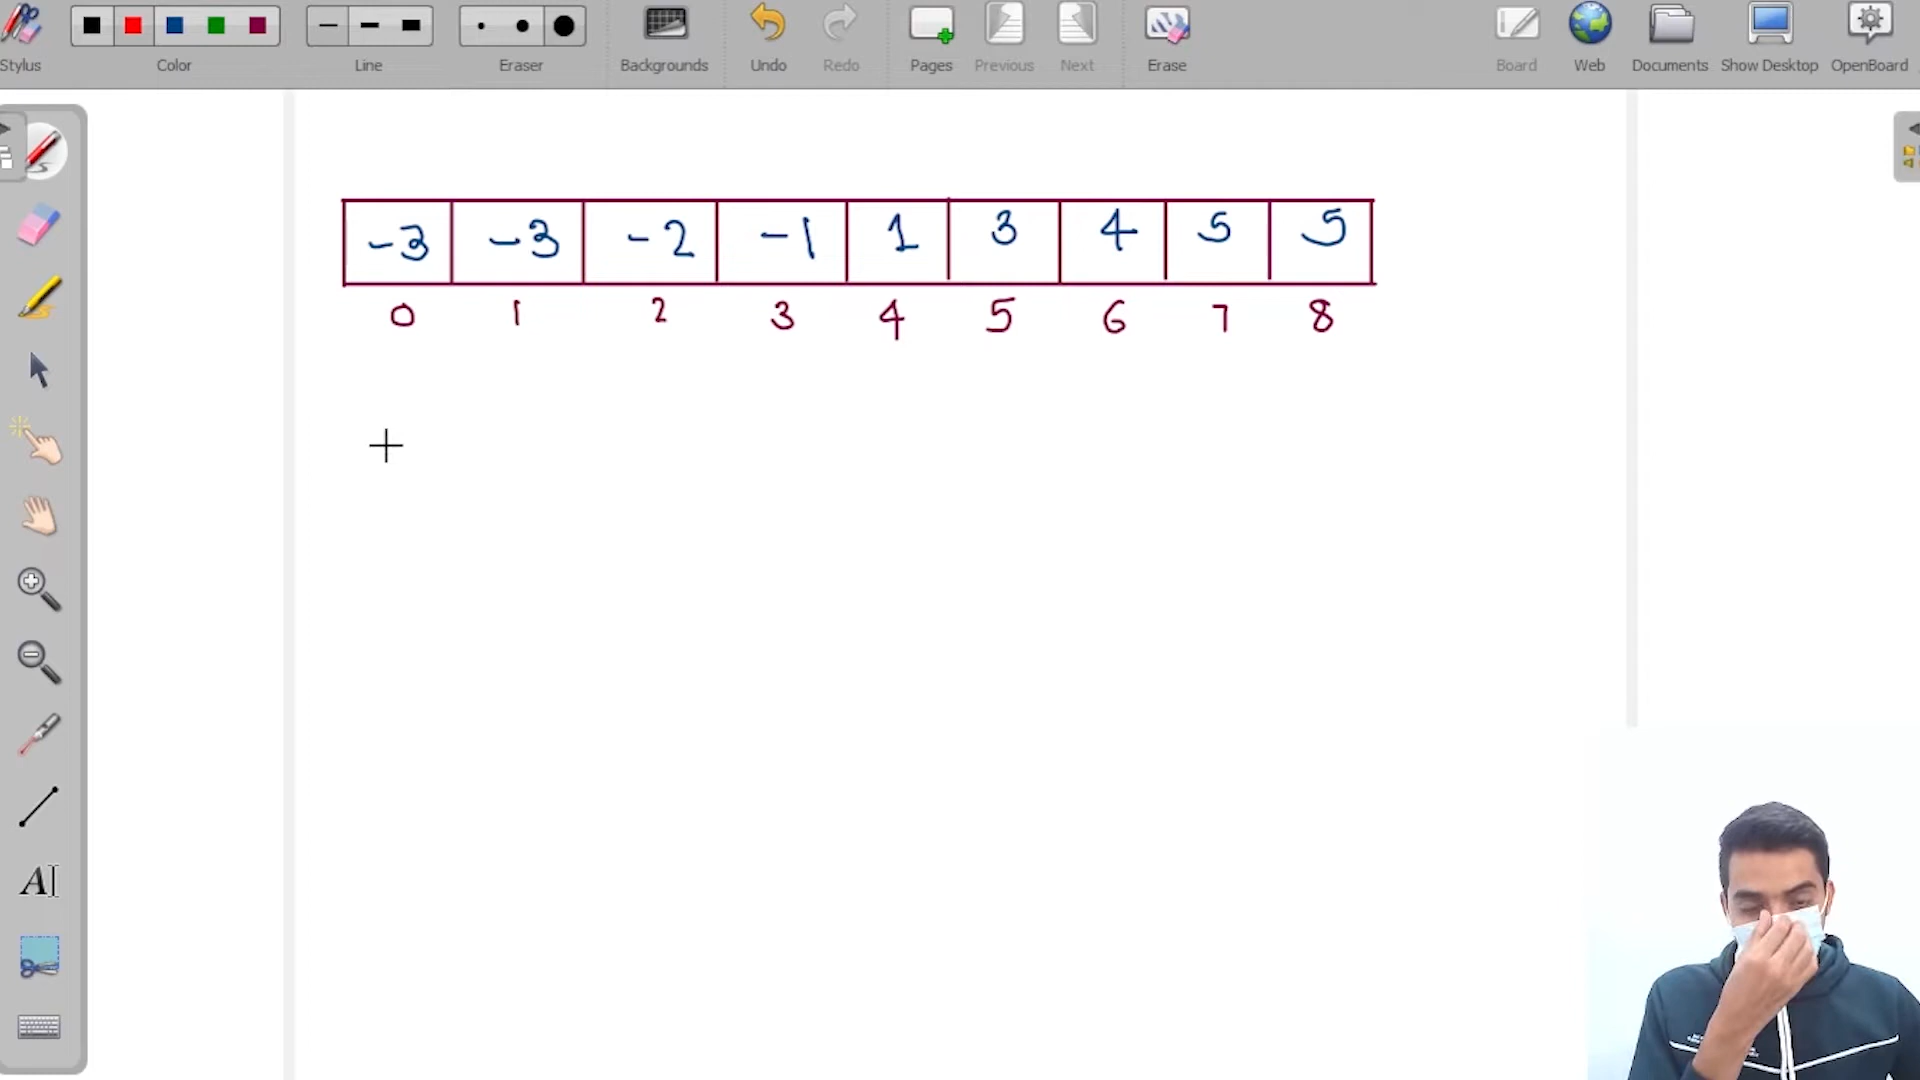 Stylus Color Line Eraser Backgrounds Undo Redo Pages Previous Next Erase Board Web Documents Show Desktop OpenBoard
-3 -3 -2 -1 1 3 4 5 5
0 1 2 3 4 5 6 7 8
A